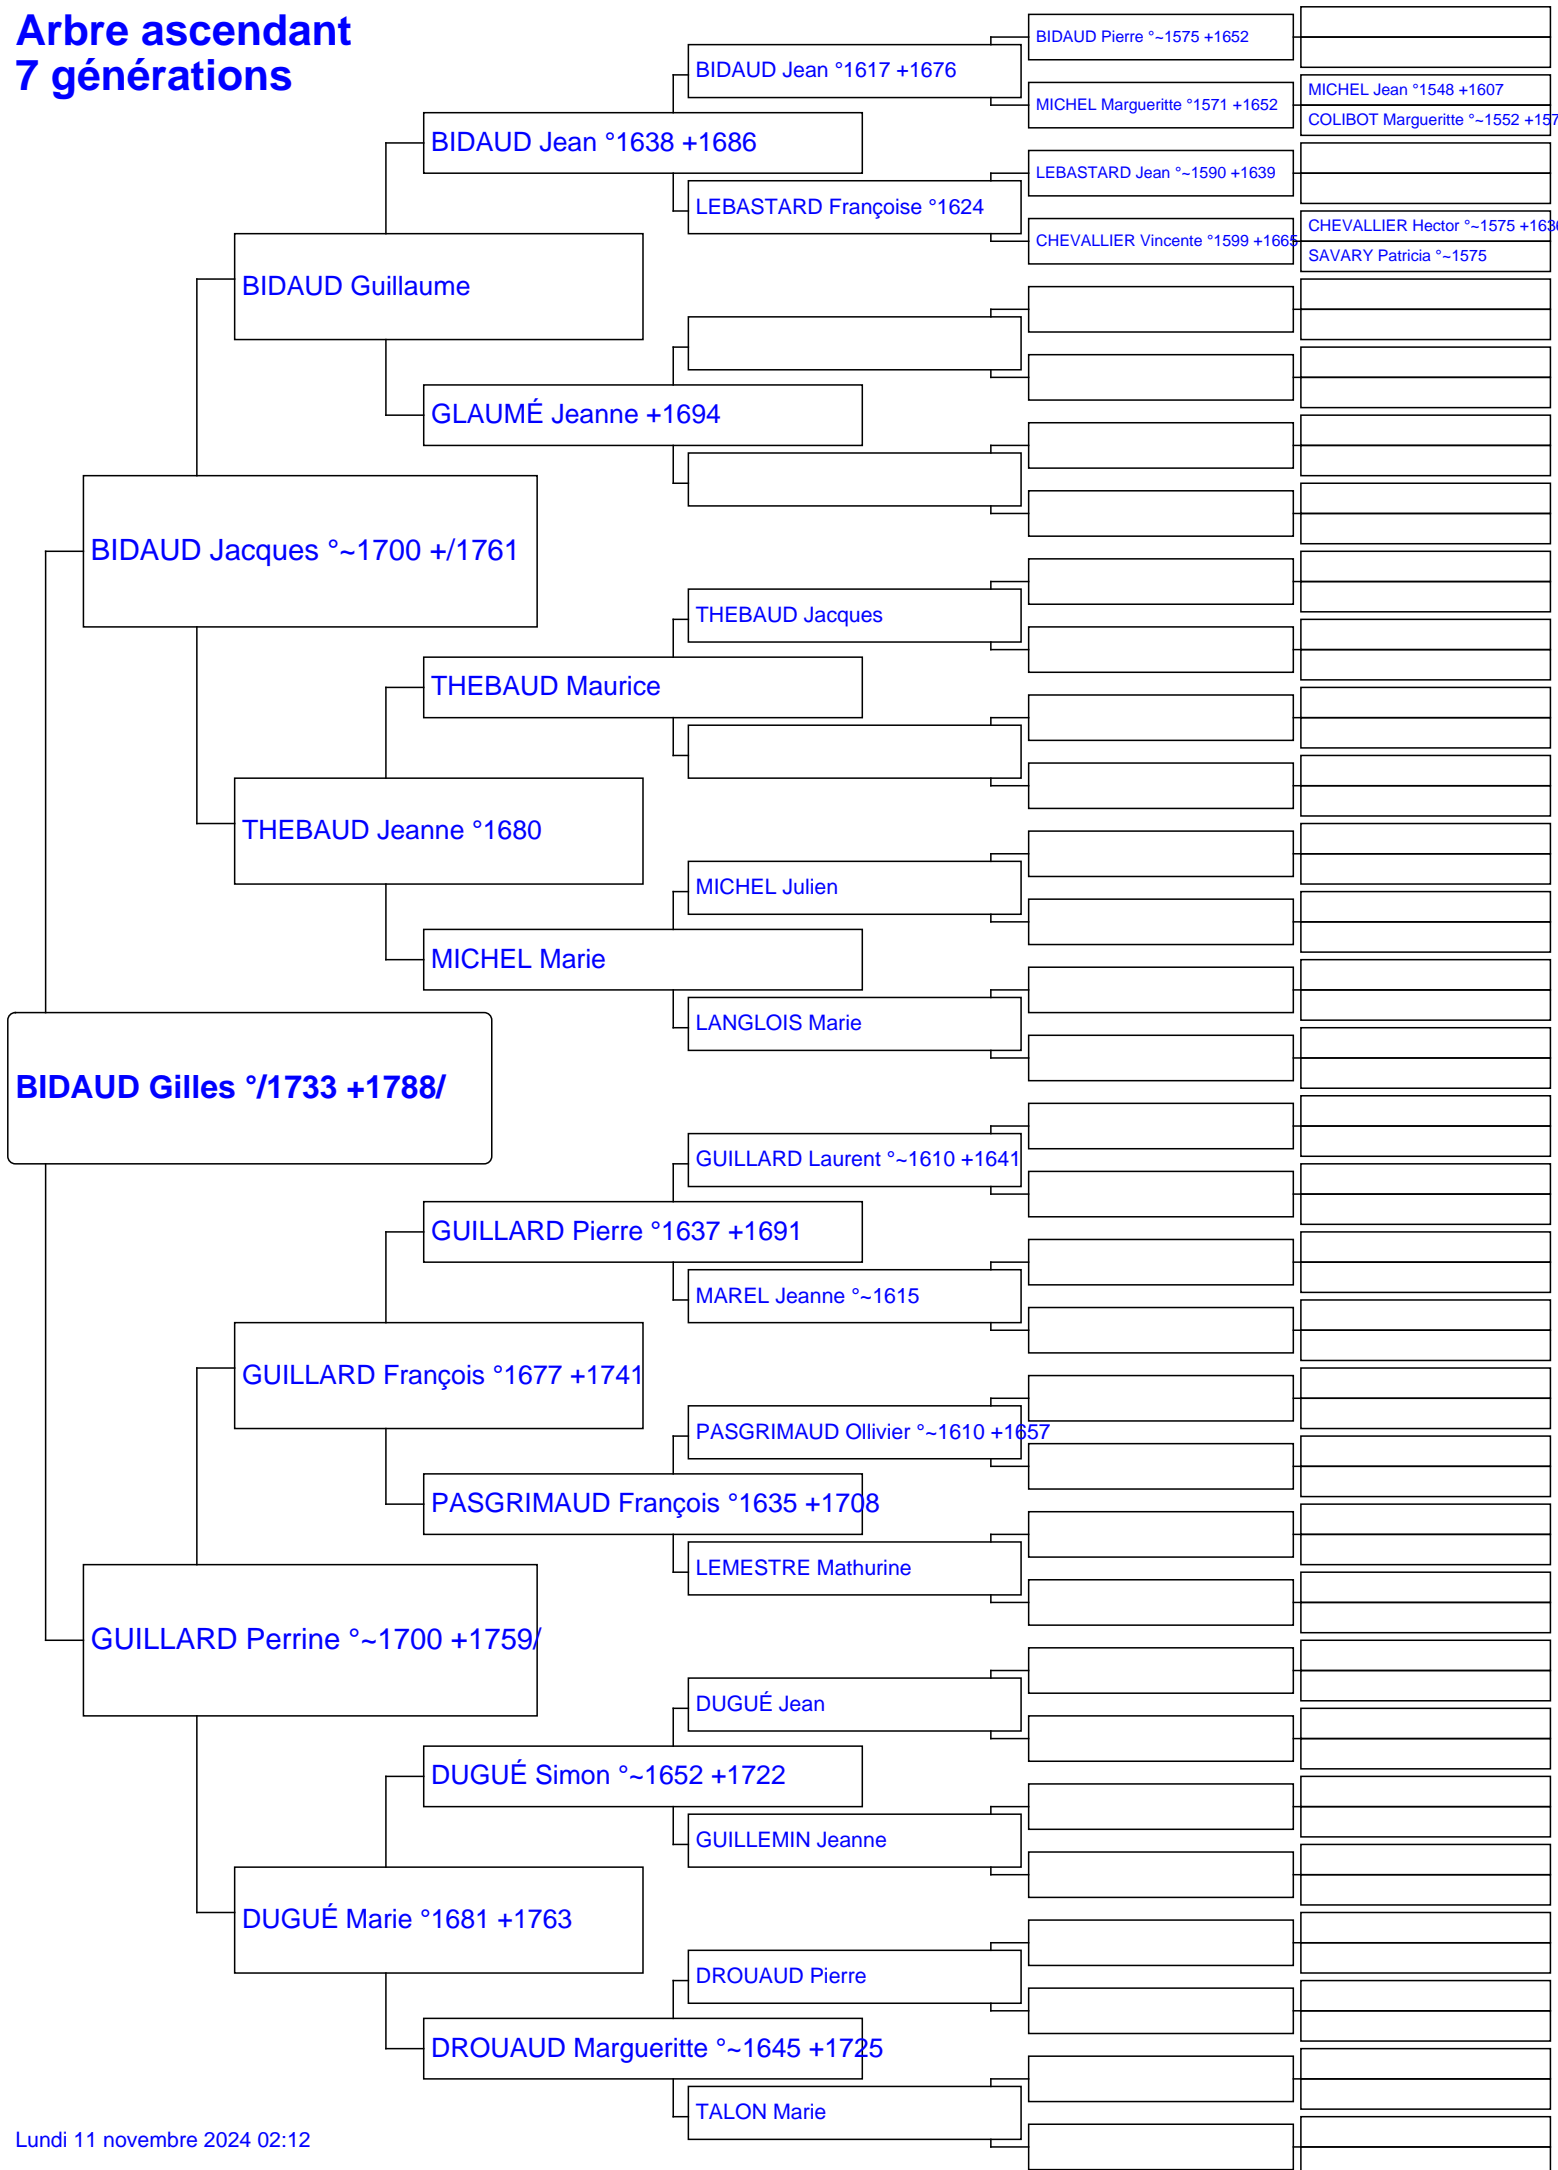 Arbre ascendant
7 générations
BIDAUD Pierre °~1575 +1652
BIDAUD Jean °1617 +1676
MICHEL Jean °1548 +1607
MICHEL Margueritte °1571 +1652
COLIBOT Margueritte °~1552 +157
BIDAUD Jean °1638 +1686
LEBASTARD Jean °~1590 +1639
LEBASTARD Françoise °1624
CHEVALLIER Hector °~1575 +1636
CHEVALLIER Vincente °1599 +1665
SAVARY Patricia °~1575
BIDAUD Guillaume
GLAUMÉ Jeanne +1694
BIDAUD Jacques °~1700 +/1761
THEBAUD Jacques
THEBAUD Maurice
THEBAUD Jeanne °1680
MICHEL Julien
MICHEL Marie
LANGLOIS Marie
BIDAUD Gilles °/1733 +1788/
GUILLARD Laurent °~1610 +1641
GUILLARD Pierre °1637 +1691
MAREL Jeanne °~1615
GUILLARD François °1677 +1741
PASGRIMAUD Ollivier °~1610 +1657
PASGRIMAUD François °1635 +1708
LEMESTRE Mathurine
GUILLARD Perrine °~1700 +1759/
DUGUÉ Jean
DUGUÉ Simon °~1652 +1722
GUILLEMIN Jeanne
DUGUÉ Marie °1681 +1763
DROUAUD Pierre
DROUAUD Margueritte °~1645 +1725
TALON Marie
Lundi 11 novembre 2024 02:12